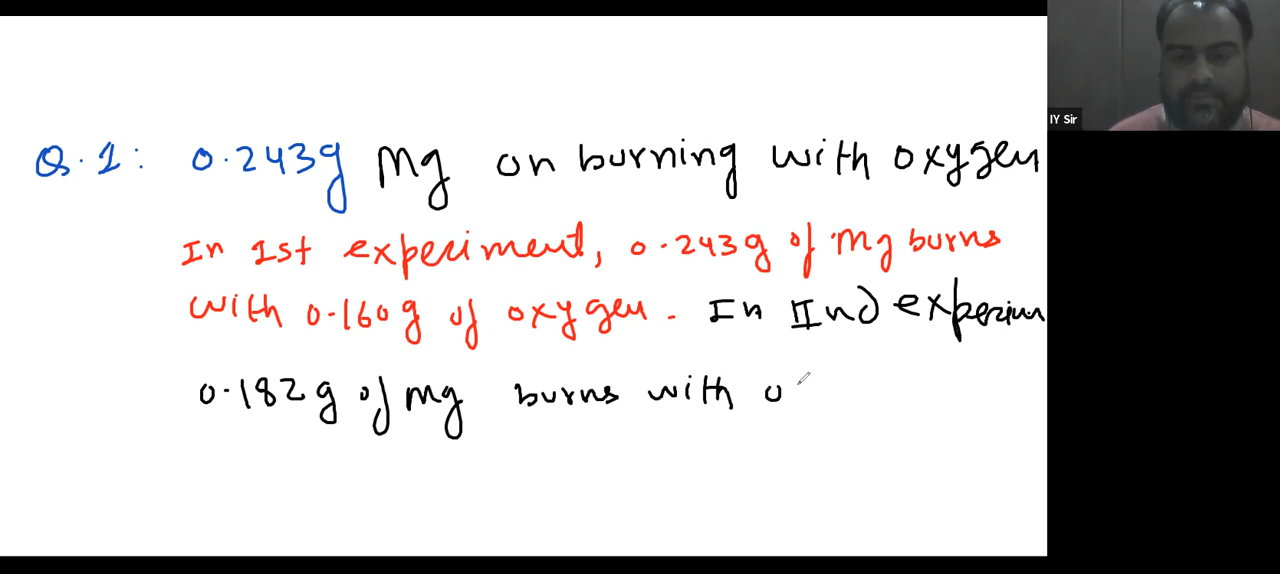 Q.1: 0.243g Mg on burning with oxygen
IY Sir
In 1st experiment, 0.243g of Mg burns
with 0.160g of oxygen. In IInd experim
0.182g of mg burns with 0